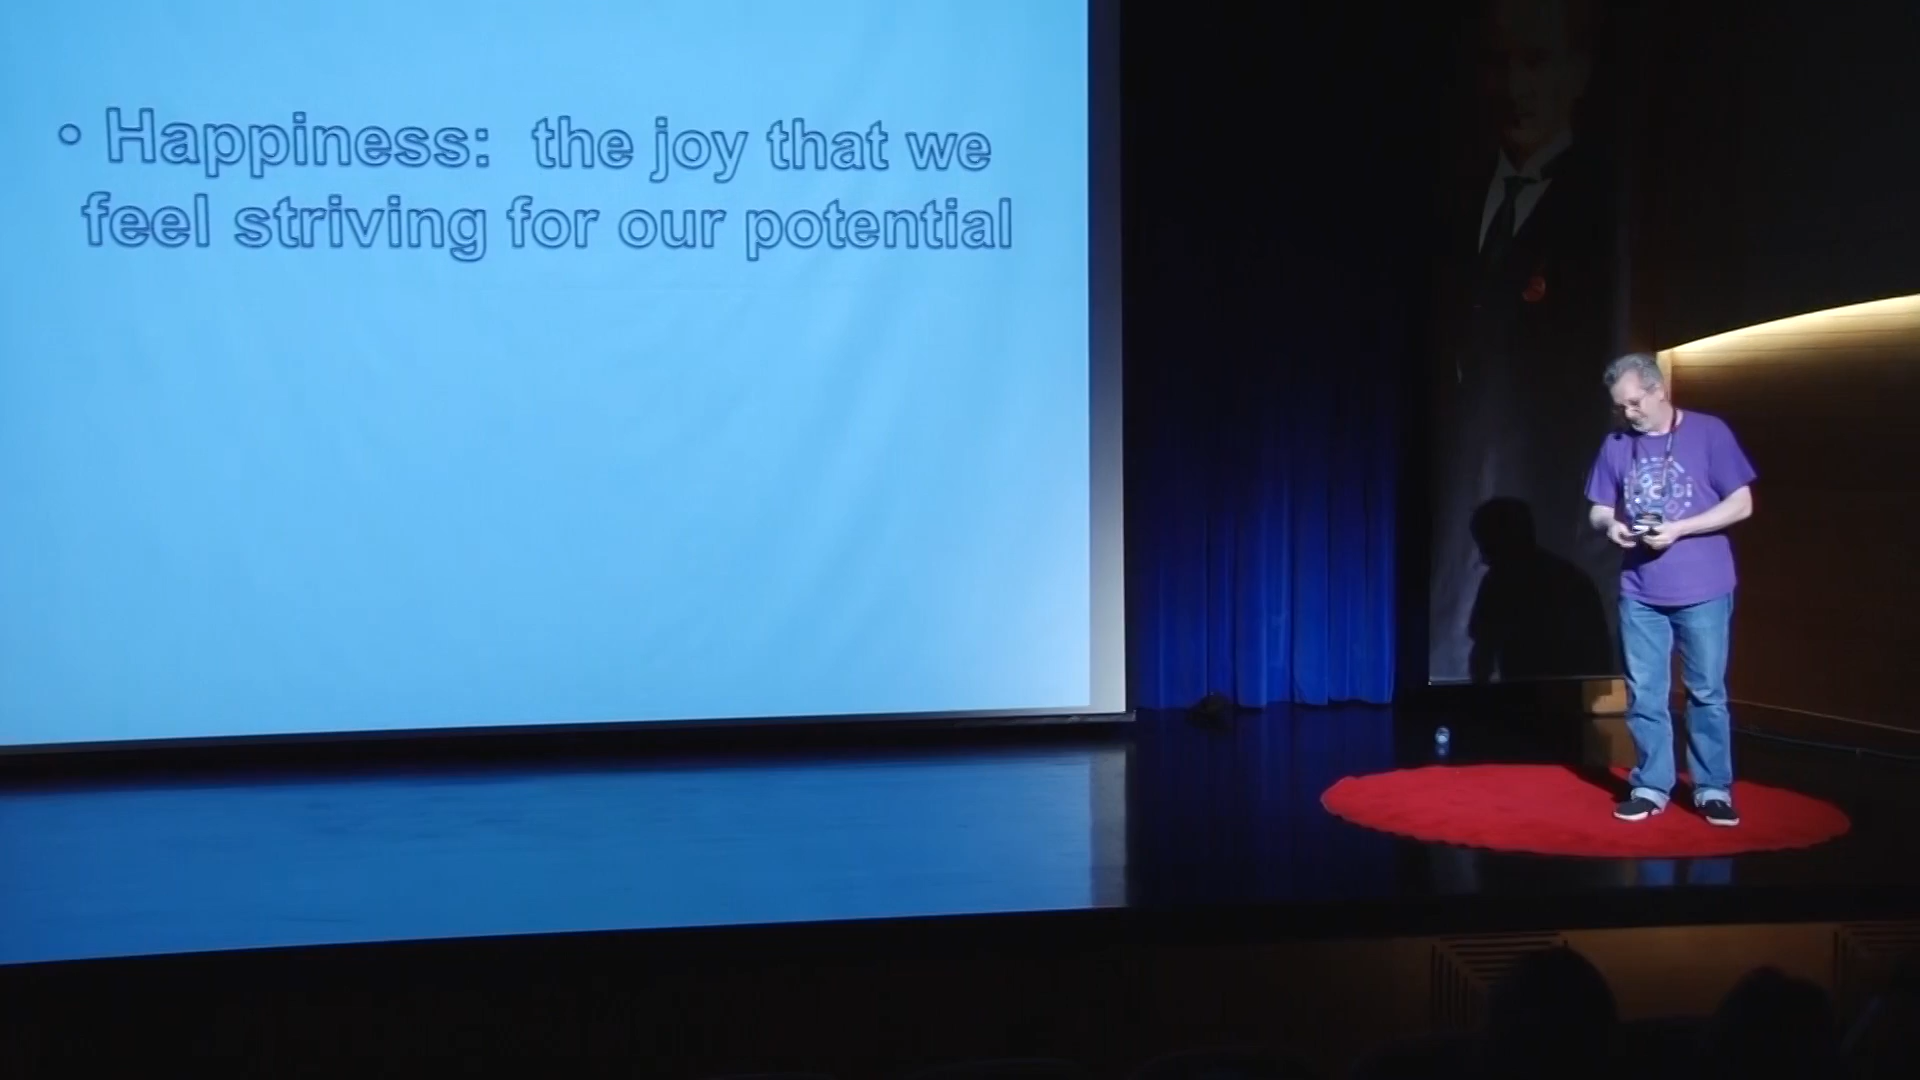 • Happiness:  the joy that we
feel striving for our potential